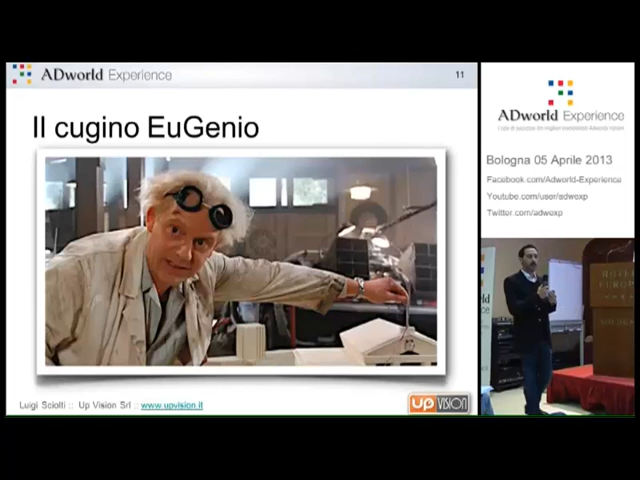 ADworld Experience
11
Il cugino EuGenio
Luigi Sciolti :: Up Vision Srl :: www.upvision.it
up VISION
ADworld Experience
Bologna 05 Aprile 2013
Facebook.com/Adworld-Experience
Youtube.com/user/adwexp
Twitter.com/adwexp